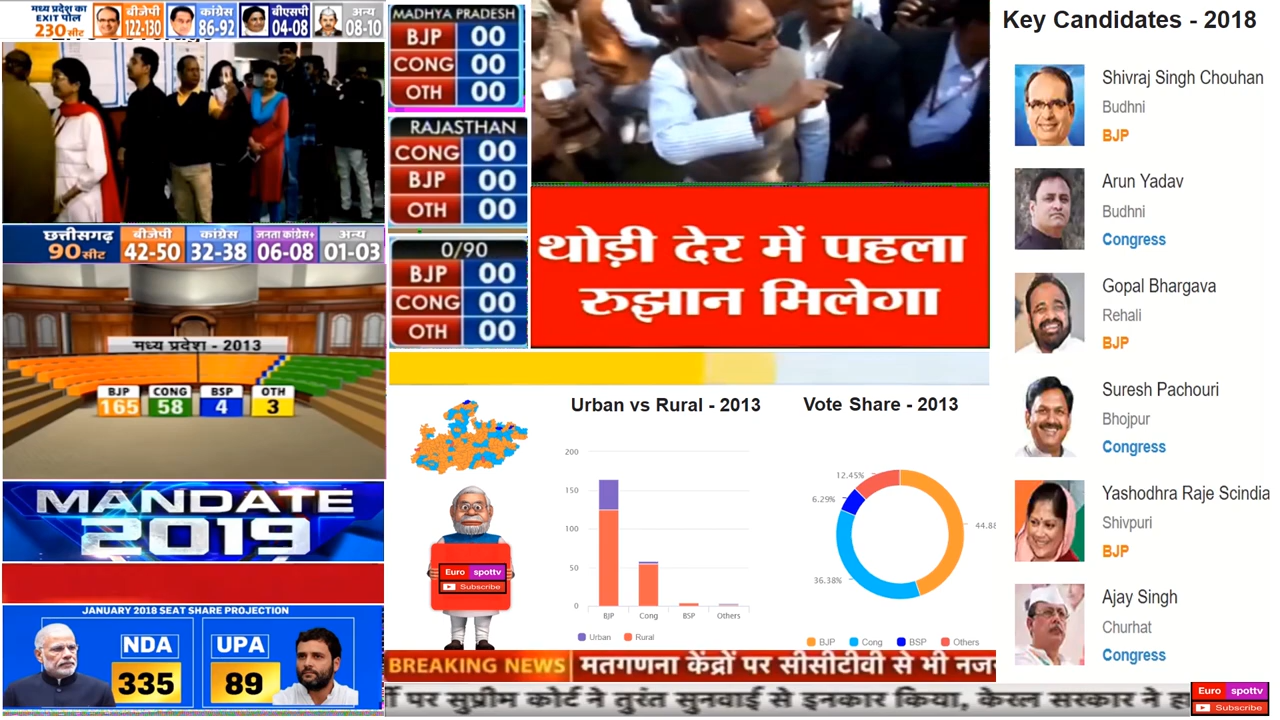 मध्य प्रदेश का
EXIT पोल
230 सीट
बीजेपी
122-130
कांग्रेस
86-92
बीएसपी
04-08
अन्य
08-10
छत्तीसगढ़
90 सीट
बीजेपी
42-50
कांग्रेस
32-38
जनता कांग्रेस+
06-08
अन्य
01-03
मध्य प्रदेश - 2013
BJP CONG BSP OTH
165 58 4 3
MANDATE
2019
JANUARY 2018 SEAT SHARE PROJECTION
NDA
335
UPA
89
MADHYA PRADESH
BJP 00
CONG 00
OTH 00
RAJASTHAN
CONG 00
BJP 00
OTH 00
0/90
BJP 00
CONG 00
OTH 00
थोड़ी देर में पहला
रुझान मिलेगा
Urban vs Rural - 2013
200
150
100
50
0
BJP Cong BSP Others
Urban Rural
Vote Share - 2013
12.45%
6.29%
44.88
36.38%
BJP Cong BSP Others
Euro spottv
Subscribe
Key Candidates - 2018
Shivraj Singh Chouhan
Budhni
BJP
Arun Yadav
Budhni
Congress
Gopal Bhargava
Rehali
BJP
Suresh Pachouri
Bhojpur
Congress
Yashodhra Raje Scindia
Shivpuri
BJP
Ajay Singh
Churhat
Congress
BREAKING NEWS मतगणना केंद्रों पर सीसीटीवी से भी नजर
पर सुप्रीम कोर्ट ने तुरंत सुनवाई से इनकार किया, केरल सरकार ने
Euro spottv
Subscribe